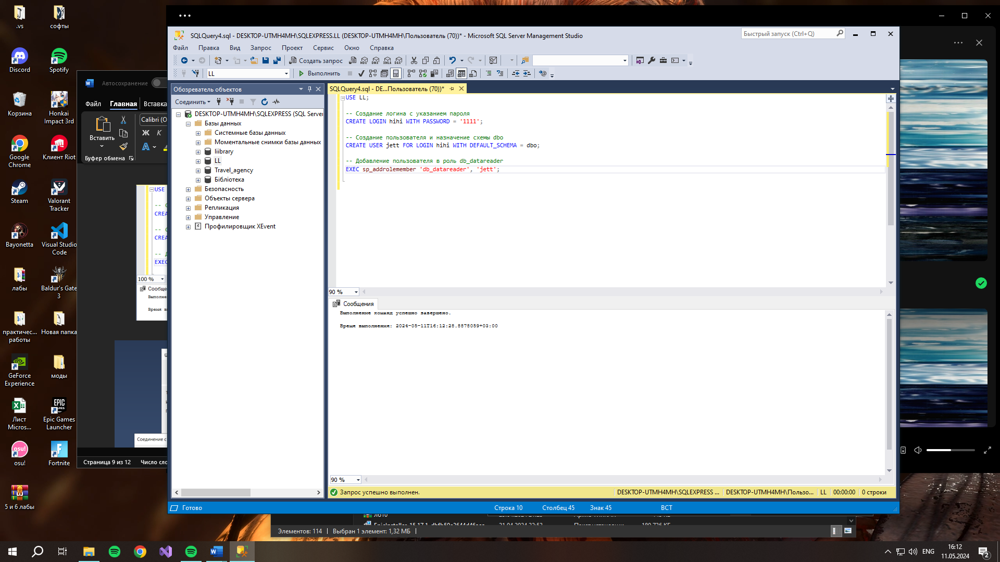 .vs
софты
Discord
Spotify
Корзина
Honkai Impact 3rd
Google Chrome
Клиент Riot
Steam
Valorant Tracker
Bayonetta
Visual Studio Code
лабы
Baldur's Gate 3
практичес... работы
Новая папка
GeForce Experience
моды
Лист Micros...
Epic Games Launcher
osu!
Fortnite
5 и 6 лабы
Автосохранение
Файл Главная Вставка
Calibri (О
Вставить
Ж К
Буфер обмена
USE
CREA
CREA
EXEC
100 %
Сообще
Выполне
Время в
Соединение с
Страница 9 из 12 Число сло
SQLQuery4.sql - DESKTOP-UTMH4MH\SQLEXPRESS.LL (DESKTOP-UTMH4MH\Пользователь (70))* - Microsoft SQL Server Management Studio
Быстрый запуск (Ctrl+Q)
Файл Правка Вид Запрос Проект Сервис Окно Справка
Создать запрос
LL
Выполнить
Обозреватель объектов
Соединить
DESKTOP-UTMH4MH\SQLEXPRESS (SQL Server
Базы данных
Системные базы данных
Моментальные снимки базы данных
liibrary
LL
Travel_agency
Бібліотека
Безопасность
Объекты сервера
Репликация
Управление
Профилировщик XEvent
SQLQuery4.sql - DE...Пользователь (70))*
USE LL;
-- Создание логина с указанием пароля
CREATE LOGIN hihi WITH PASSWORD = '1111';
-- Создание пользователя и назначение схемы dbo
CREATE USER jett FOR LOGIN hihi WITH DEFAULT_SCHEMA = dbo;
-- Добавление пользователя в роль db_datareader
EXEC sp_addrolemember 'db_datareader', 'jett';
90 %
Сообщения
Выполнение команд успешно завершено.
Время выполнения: 2024-05-11T16:12:28.8878059+03:00
90 %
Запрос успешно выполнен.
DESKTOP-UTMH4MH\SQLEXPRESS ... DESKTOP-UTMH4MH\Пользо... LL 00:00:00 0 строки
Готово
Строка 10 Столбец 45 Знак 45 ВСТ
Элементов: 114 Выбран 1 элемент: 1,32 МБ
ENG
16:12
11.05.2024
2